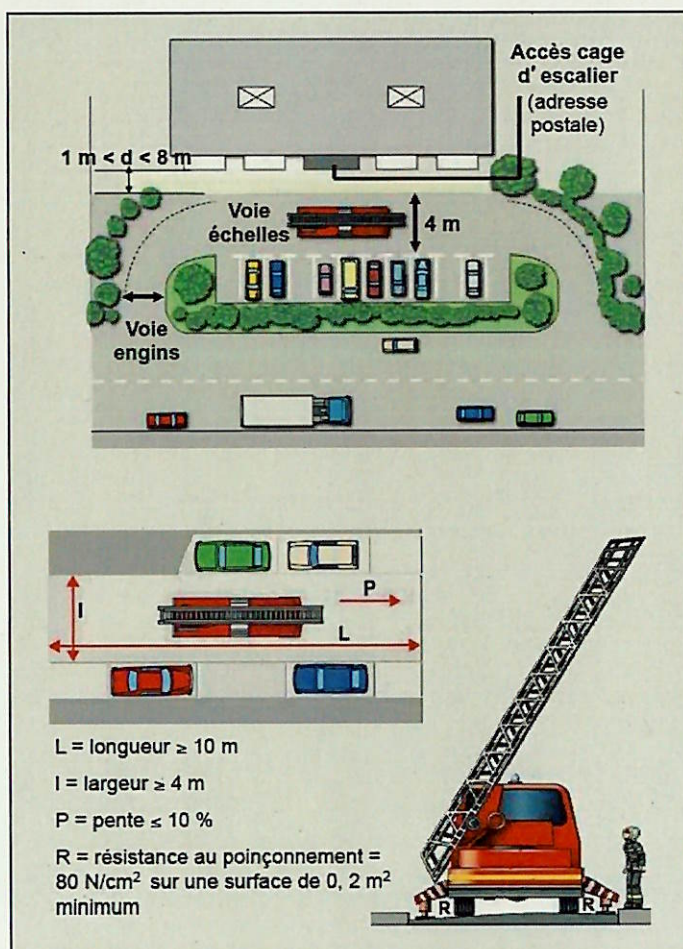 Accès cage
d' escalier
(adresse
postale)
1 m < d < 8 m
Voie
échelles
4 m
Voie
engins
P
l
L
L = longueur ≥ 10 m
l = largeur ≥ 4 m
P = pente ≤ 10 %
R = résistance au poinçonnement =
80 N/cm² sur une surface de 0, 2 m²
minimum
R
R